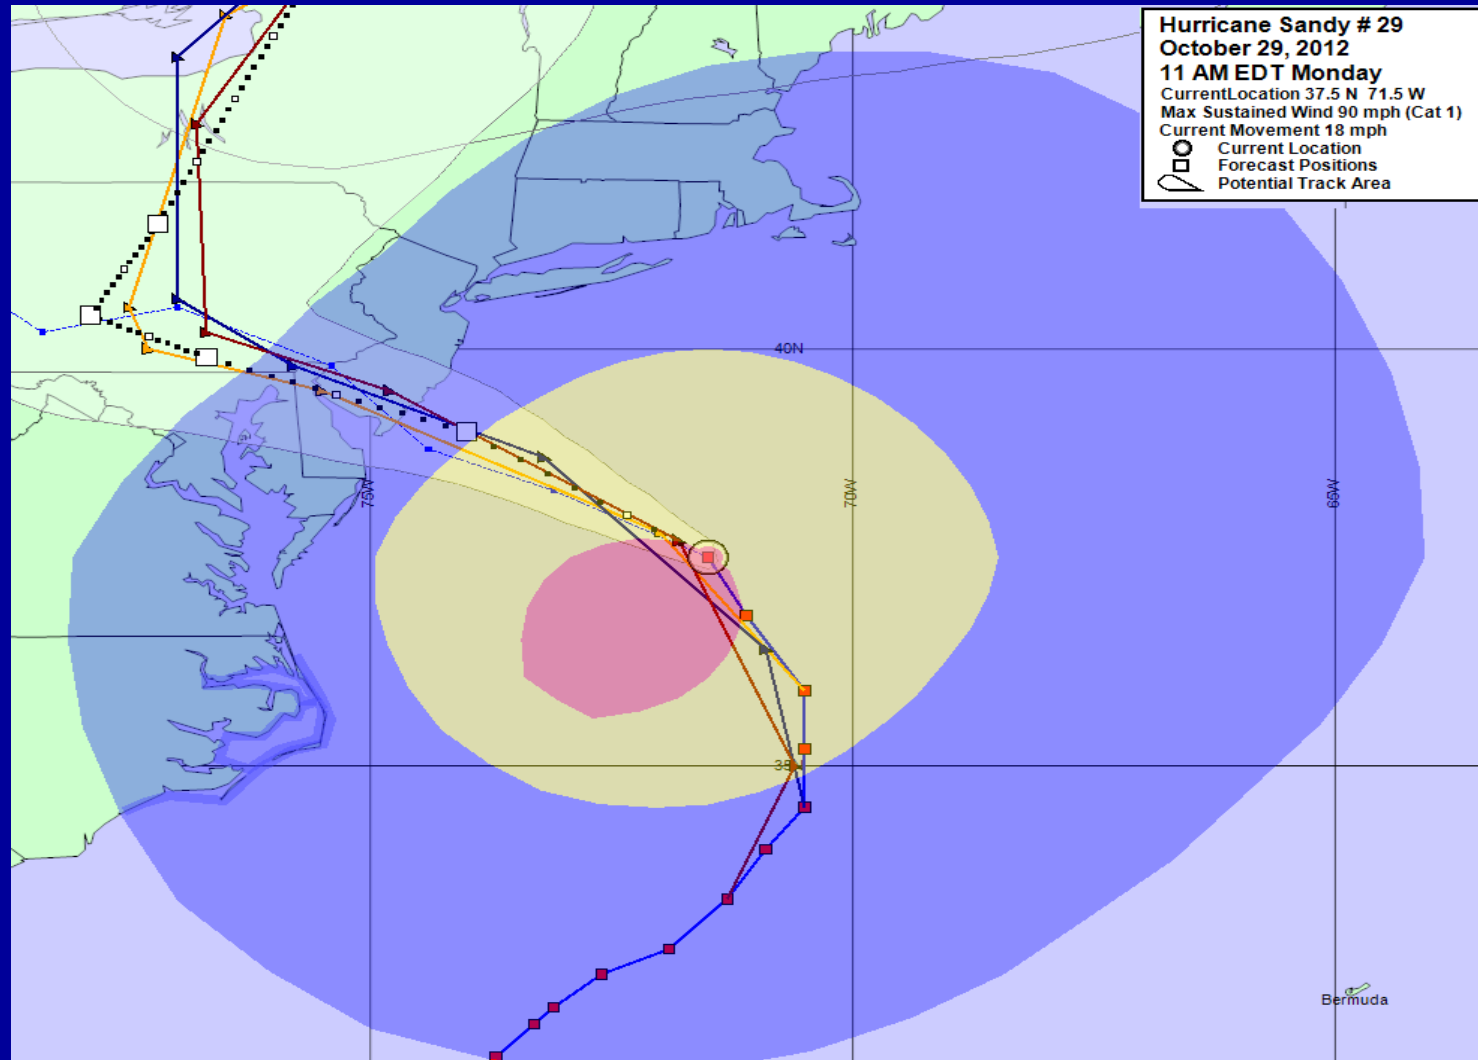 Hurricane Sandy # 29
October 29, 2012
11 AM EDT Monday
CurrentLocation 37.5 N 71.5 W
Max Sustained Wind 90 mph (Cat 1)
Current Movement 18 mph
Current Location
Forecast Positions
Potential Track Area
40N
75W
70W
65W
Bermuda